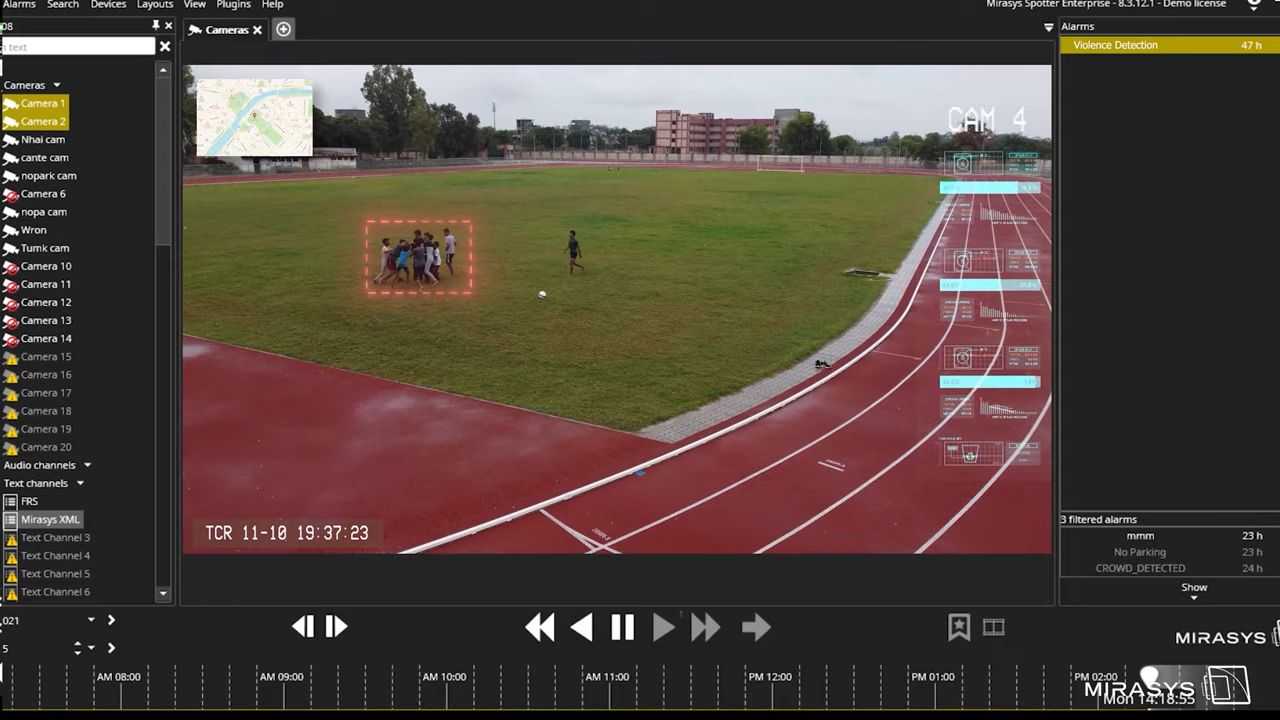 Alarms Search Devices Layouts View Plugins Help
Mirasys Spotter Enterprise - 8.3.12.1 - Demo license
08
Cameras
Alarms
text
Violence Detection 47 h
Cameras
Camera 1
Camera 2
Nhai cam
cante cam
nopark cam
Camera 6
nopa cam
Wron
Tumk cam
Camera 10
Camera 11
Camera 12
Camera 13
Camera 14
Camera 15
Camera 16
Camera 17
Camera 18
Camera 19
Camera 20
Audio channels
Text channels
FRS
Mirasys XML
Text Channel 3
Text Channel 4
Text Channel 5
Text Channel 6
CAM 4
TCR 11-10 19:37:23
3 filtered alarms
mmm 23 h
No Parking 23 h
CROWD_DETECTED 24 h
Show
021
5
1
MIRASYS
AM 08:00 AM 09:00 AM 10:00 AM 11:00 PM 12:00 PM 01:00 PM 02:00
MIRASYS
Mon 14:18:55